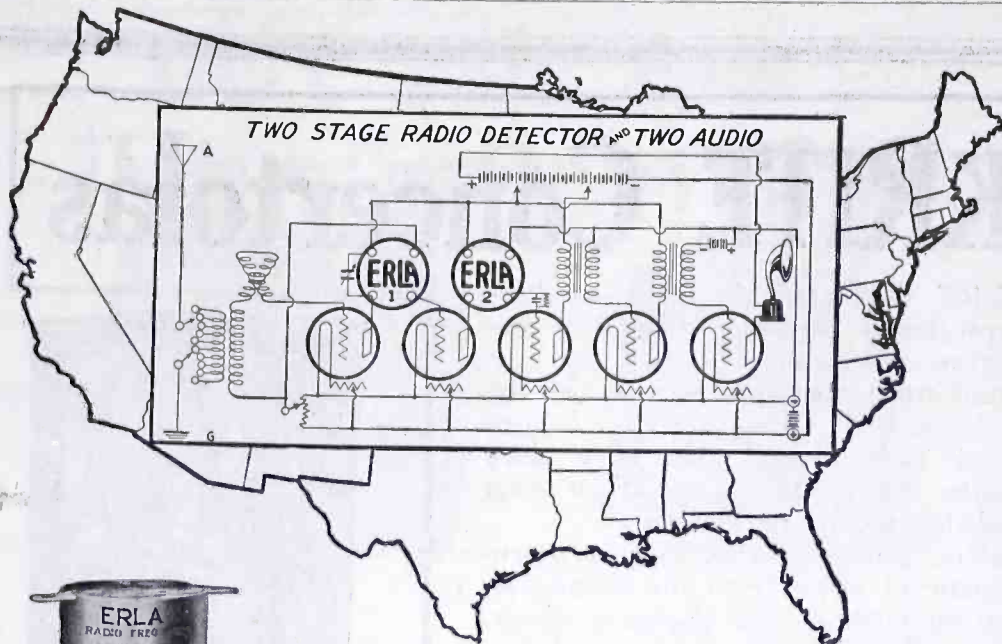 TWO STAGE RADIO DETECTOR AND TWO AUDIO
A
+
-
ERLA
1
ERLA
2
+
G
-
+
ERLA
RADIO FREQ